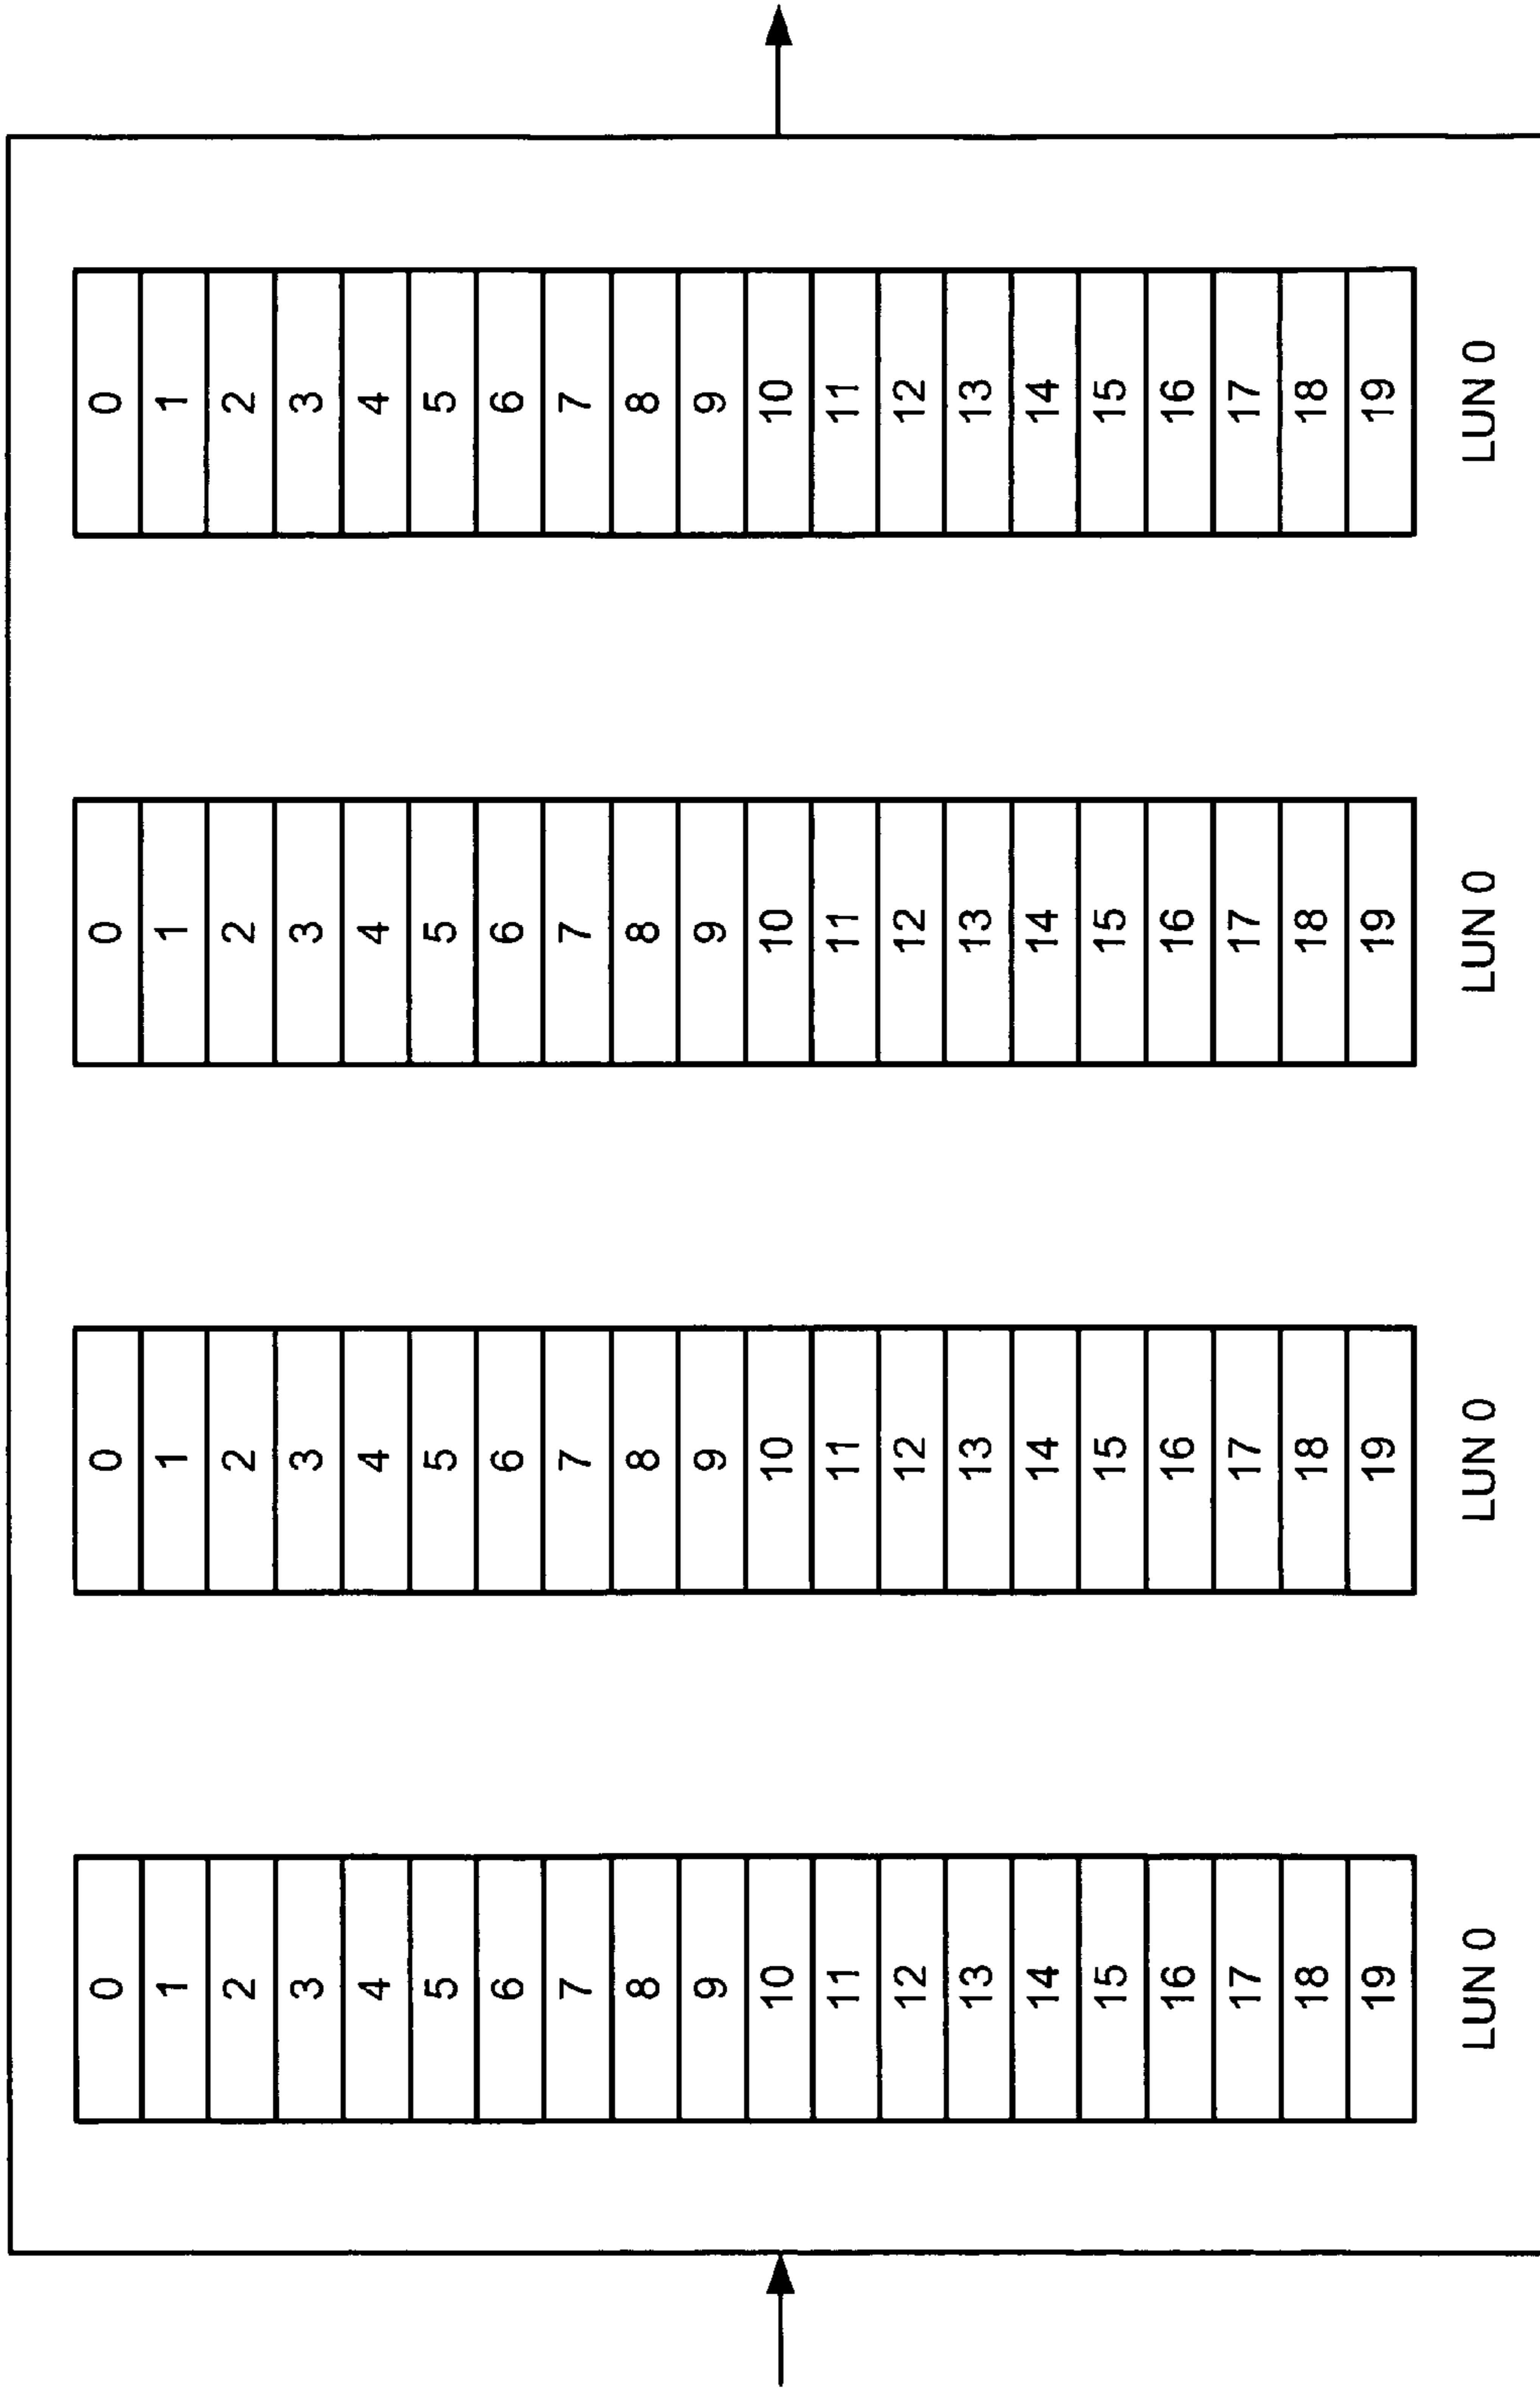 0 0 0 0
1 1 1 1
2 2 2 2
3 3 3 3
4 4 4 4
5 5 5 5
6 6 6 6
7 7 7 7
8 8 8 8
9 9 9 9
10 10 10 10
11 11 11 11
12 12 12 12
13 13 13 13
14 14 14 14
15 15 15 15
16 16 16 16
17 17 17 17
18 18 18 18
19 19 19 19
LUN 0 LUN 0 LUN 0 LUN 0